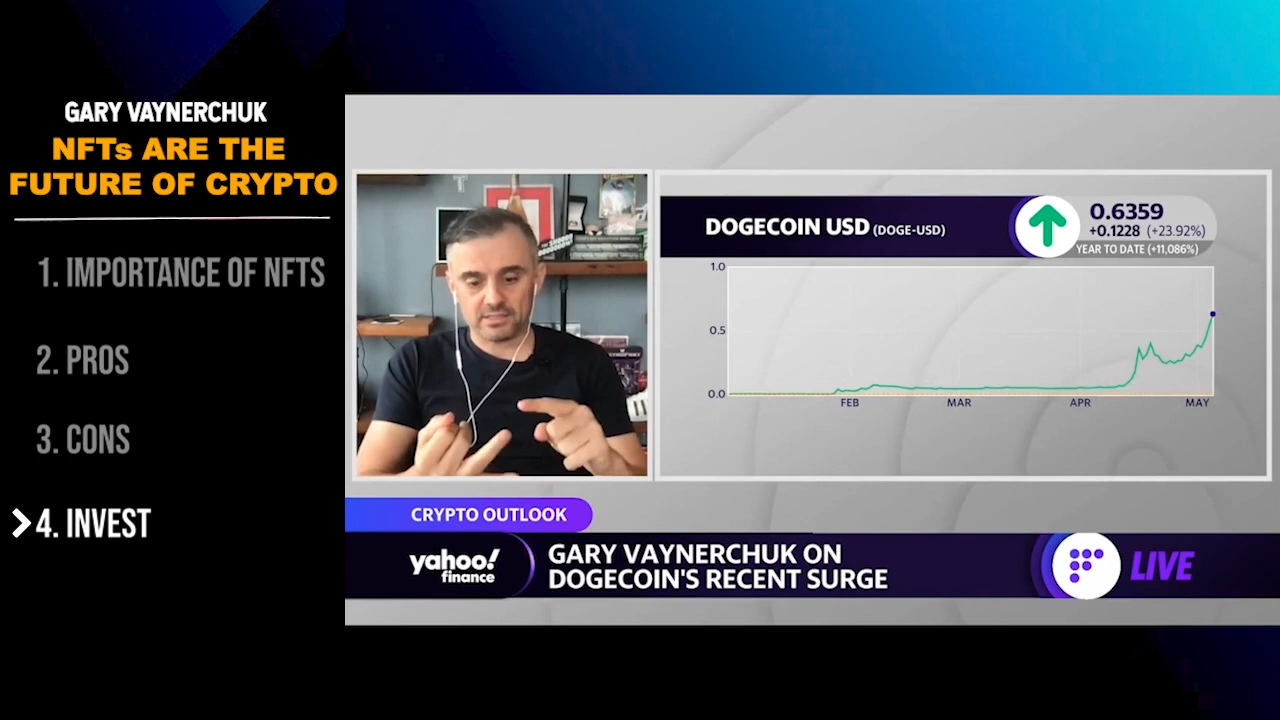 GARY VAYNERCHUK
NFTs ARE THE
FUTURE OF CRYPTO
1. IMPORTANCE OF NFTS
2. PROS
3. CONS
4. INVEST
DOGECOIN USD (DOGE-USD)
0.6359
+0.1228 (+23.92%)
YEAR TO DATE (+11,086%)
1.0
0.5
0.0
FEB MAR APR MAY
CRYPTO OUTLOOK
yahoo!
finance
GARY VAYNERCHUK ON
DOGECOIN'S RECENT SURGE
LIVE